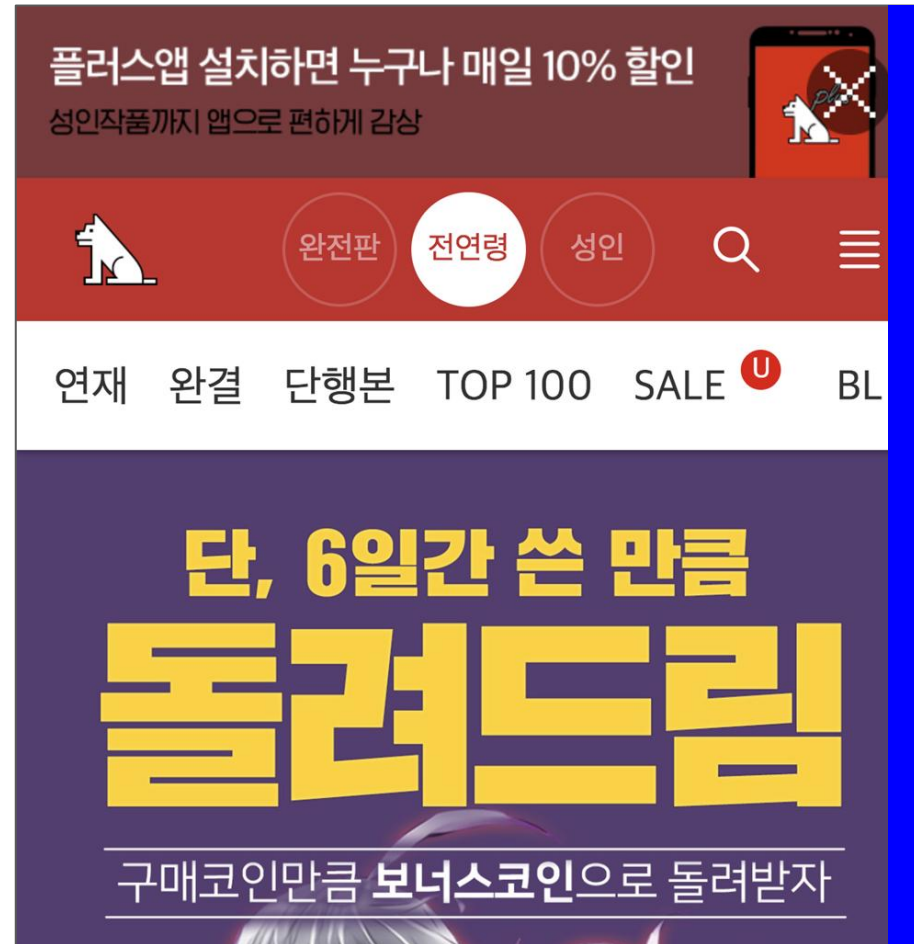 플러스앱 설치하면 누구나 매일 10% 할인
성인작품까지 앱으로 편하게 감상
plus
완전판 전연령 성인
연재 완결 단행본 TOP 100 SALE U BL
단, 6일간 쓴 만큼
돌려드림
구매코인만큼 보너스코인으로 돌려받자